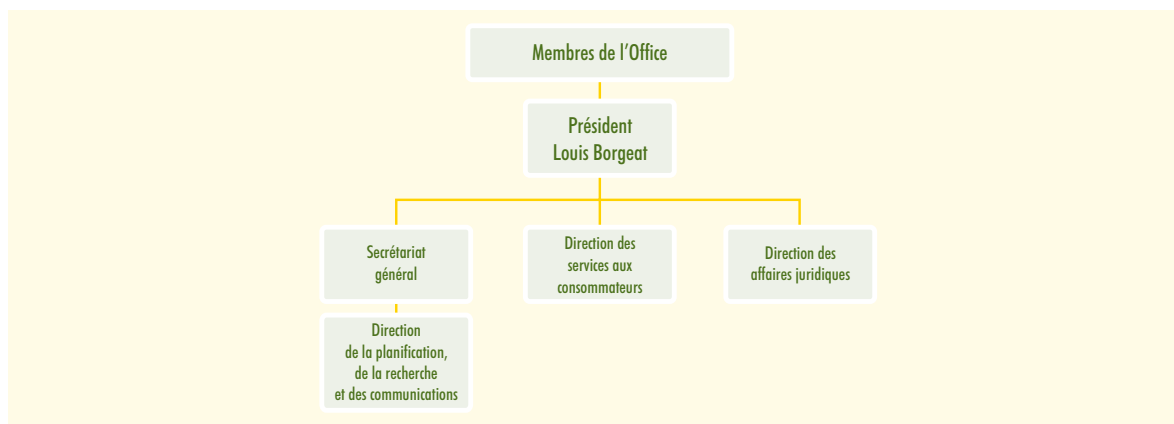 Membres de l’Office
Président
Louis Borgeat
Secrétariat
général
Direction des
services aux
consommateurs
Direction des
affaires juridiques
Direction
de la planification,
de la recherche
et des communications